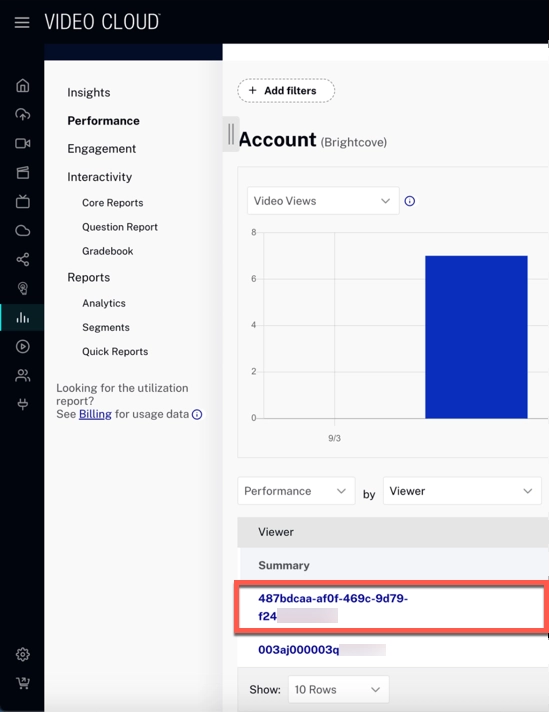 VIDEO CLOUD
Insights
Performance
Engagement
Interactivity
Core Reports
Question Report
Gradebook
Reports
Analytics
Segments
Quick Reports
Looking for the utilization
report?
See Billing for usage data
+ Add filters
Account (Brightcove)
Video Views
8
6
4
2
0
9/3
Performance by Viewer
Viewer
Summary
487bdcaa-af0f-469c-9d79-
f24
003aj000003q
Show: 10 Rows